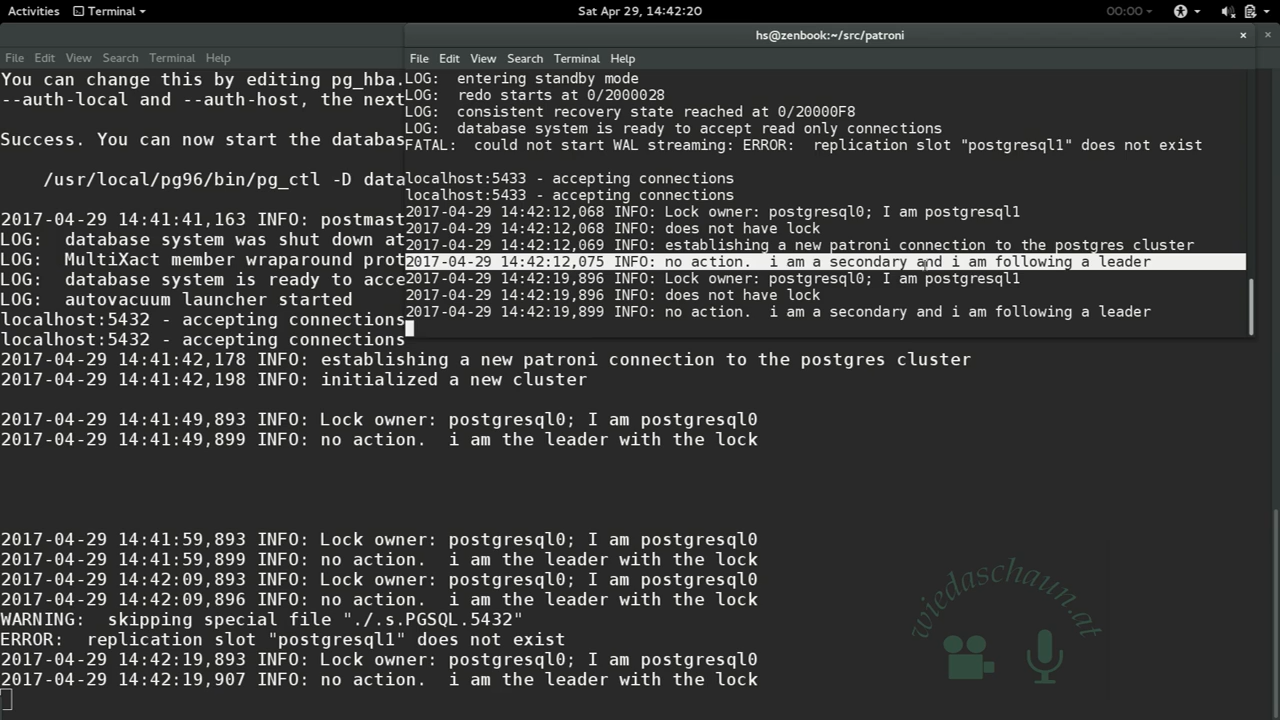 Activities Terminal Sat Apr 29, 14:42:20 00:00
File Edit View Search Terminal Help
You can change this by editing pg_hba.
--auth-local and --auth-host, the next
Success. You can now start the databas
/usr/local/pg96/bin/pg_ctl -D data
2017-04-29 14:41:41,163 INFO: postmast
LOG:  database system was shut down at
LOG:  MultiXact member wraparound prot
LOG:  database system is ready to acce
LOG:  autovacuum launcher started
localhost:5432 - accepting connections
localhost:5432 - accepting connections
2017-04-29 14:41:42,178 INFO: establishing a new patroni connection to the postgres cluster
2017-04-29 14:41:42,198 INFO: initialized a new cluster
2017-04-29 14:41:49,893 INFO: Lock owner: postgresql0; I am postgresql0
2017-04-29 14:41:49,899 INFO: no action.  i am the leader with the lock
2017-04-29 14:41:59,893 INFO: Lock owner: postgresql0; I am postgresql0
2017-04-29 14:41:59,899 INFO: no action.  i am the leader with the lock
2017-04-29 14:42:09,893 INFO: Lock owner: postgresql0; I am postgresql0
2017-04-29 14:42:09,896 INFO: no action.  i am the leader with the lock
WARNING:  skipping special file "./.s.PGSQL.5432"
ERROR:  replication slot "postgresql1" does not exist
2017-04-29 14:42:19,893 INFO: Lock owner: postgresql0; I am postgresql0
2017-04-29 14:42:19,907 INFO: no action.  i am the leader with the lock
hs@zenbook:~/src/patroni
File Edit View Search Terminal Help
LOG:  entering standby mode
LOG:  redo starts at 0/2000028
LOG:  consistent recovery state reached at 0/20000F8
LOG:  database system is ready to accept read only connections
FATAL:  could not start WAL streaming: ERROR:  replication slot "postgresql1" does not exist
localhost:5433 - accepting connections
localhost:5433 - accepting connections
2017-04-29 14:42:12,068 INFO: Lock owner: postgresql0; I am postgresql1
2017-04-29 14:42:12,068 INFO: does not have lock
2017-04-29 14:42:12,069 INFO: establishing a new patroni connection to the postgres cluster
2017-04-29 14:42:12,075 INFO: no action.  i am a secondary and i am following a leader
2017-04-29 14:42:19,896 INFO: Lock owner: postgresql0; I am postgresql1
2017-04-29 14:42:19,896 INFO: does not have lock
2017-04-29 14:42:19,899 INFO: no action.  i am a secondary and i am following a leader
wiedaschaun.at